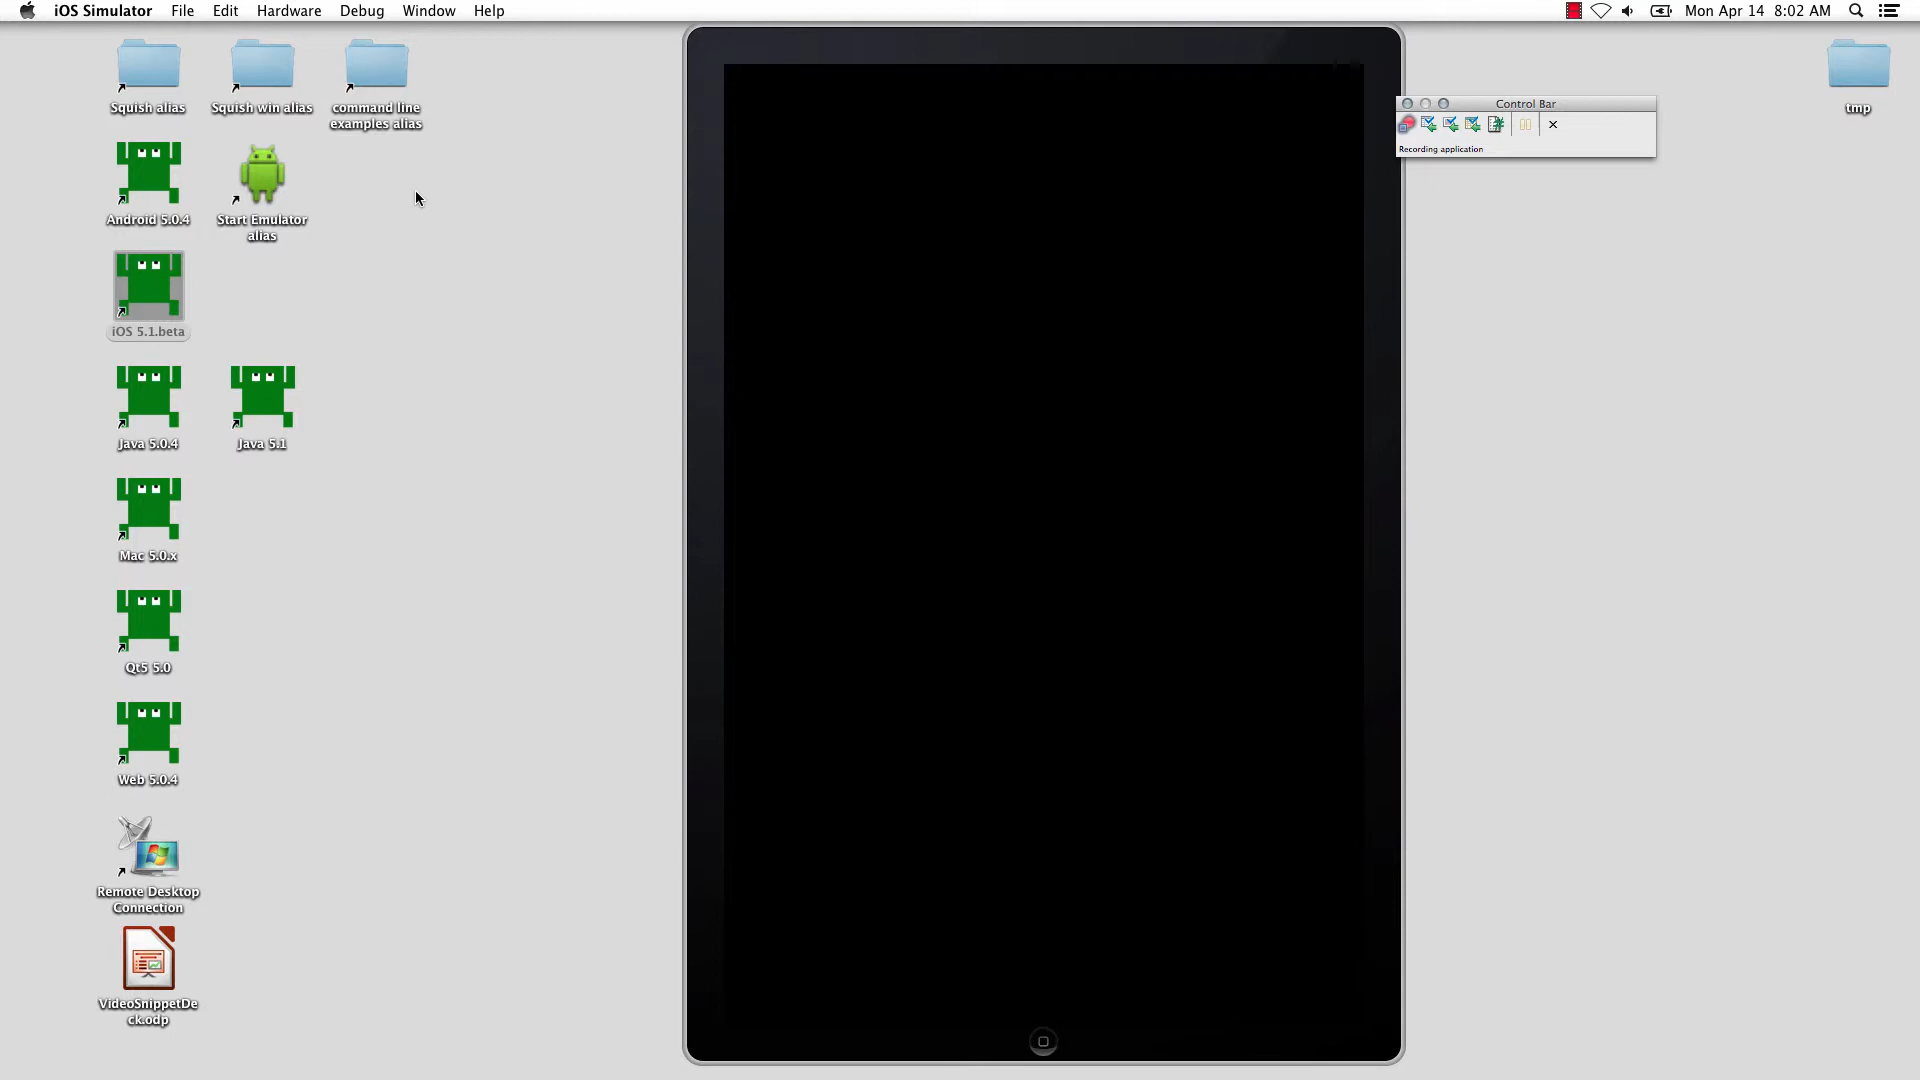 iOS Simulator File Edit Hardware Debug Window Help Mon Apr 14 8:02 AM
Squish alias
Squish win alias
command line
examples alias
tmp
Control Bar
Recording application
Android 5.0.4
Start Emulator
alias
iOS 5.1.beta
Java 5.0.4
Java 5.1
Mac 5.0.x
Qt5 5.0
Web 5.0.4
Remote Desktop
Connection
VideoSnippetDe
ck.odp